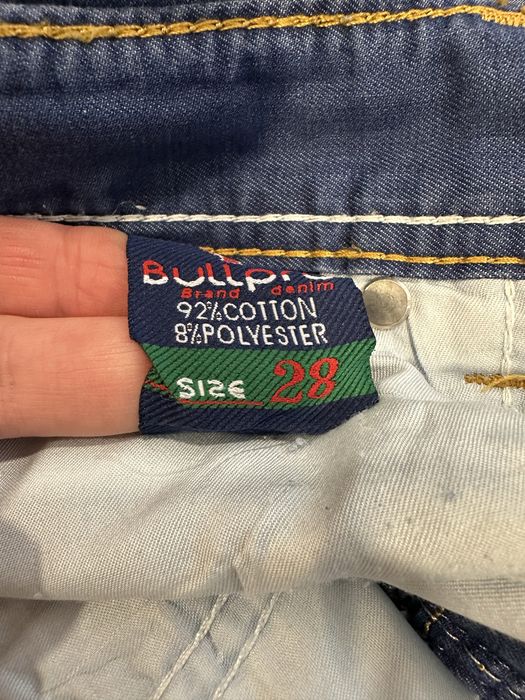 Brand denim
92%COTTON
8%POLYESTER
SIZE 28